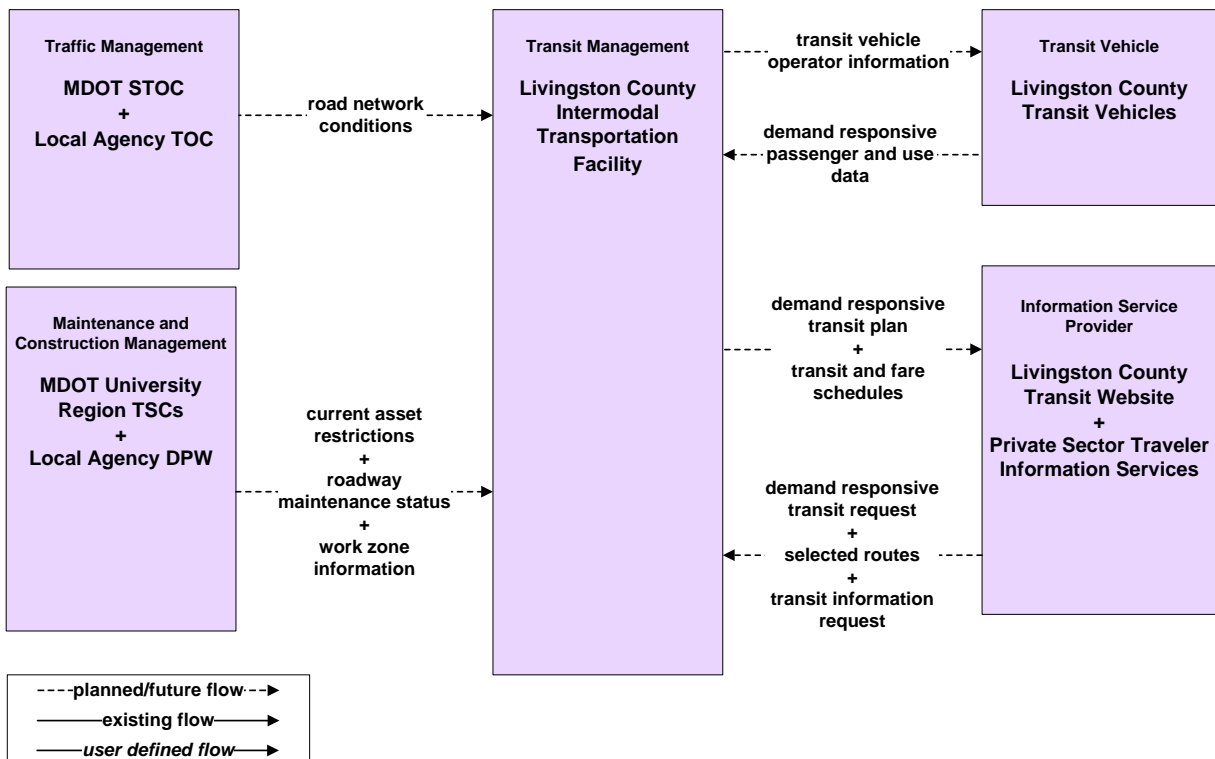 Traffic Management
MDOT STOC
+
Local Agency TOC
road network
conditions
Maintenance and
Construction Management
MDOT University
Region TSCs
+
Local Agency DPW
current asset
restrictions
+
roadway
maintenance status
+
work zone
information
Transit Management
Livingston County
Intermodal
Transportation
Facility
transit vehicle
operator information
demand responsive
passenger and use
data
Transit Vehicle
Livingston County
Transit Vehicles
demand responsive
transit plan
+
transit and fare
schedules
demand responsive
transit request
+
selected routes
+
transit information
request
Information Service
Provider
Livingston County
Transit Website
+
Private Sector Traveler
Information Services
planned/future flow
existing flow
user defined flow